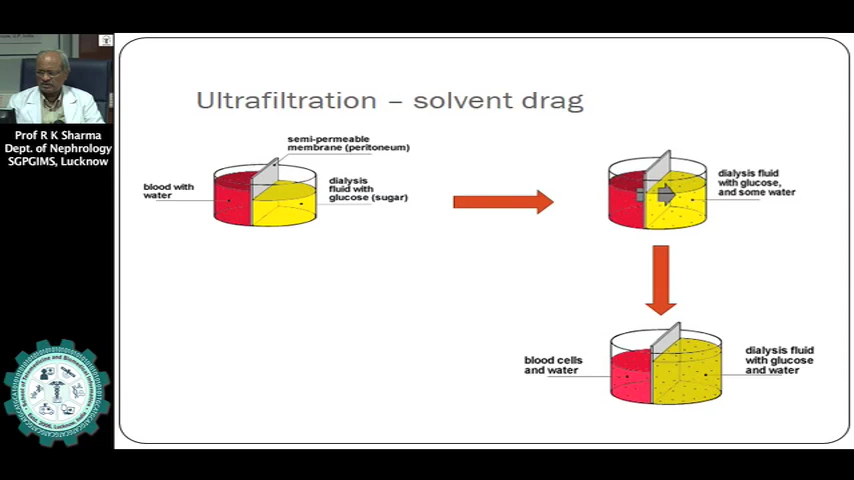 Ultrafiltration – solvent drag
semi-permeable
membrane (peritoneum)
blood with
water
dialysis
fluid with
glucose (sugar)
dialysis fluid
with glucose,
and some water
blood cells
and water
dialysis fluid
with glucose
and water
Prof R K Sharma
Dept. of Nephrology
SGPGIMS, Lucknow